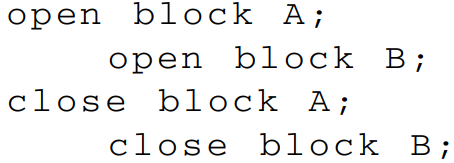 open block A;
    open block B;
close block A;
    close block B;